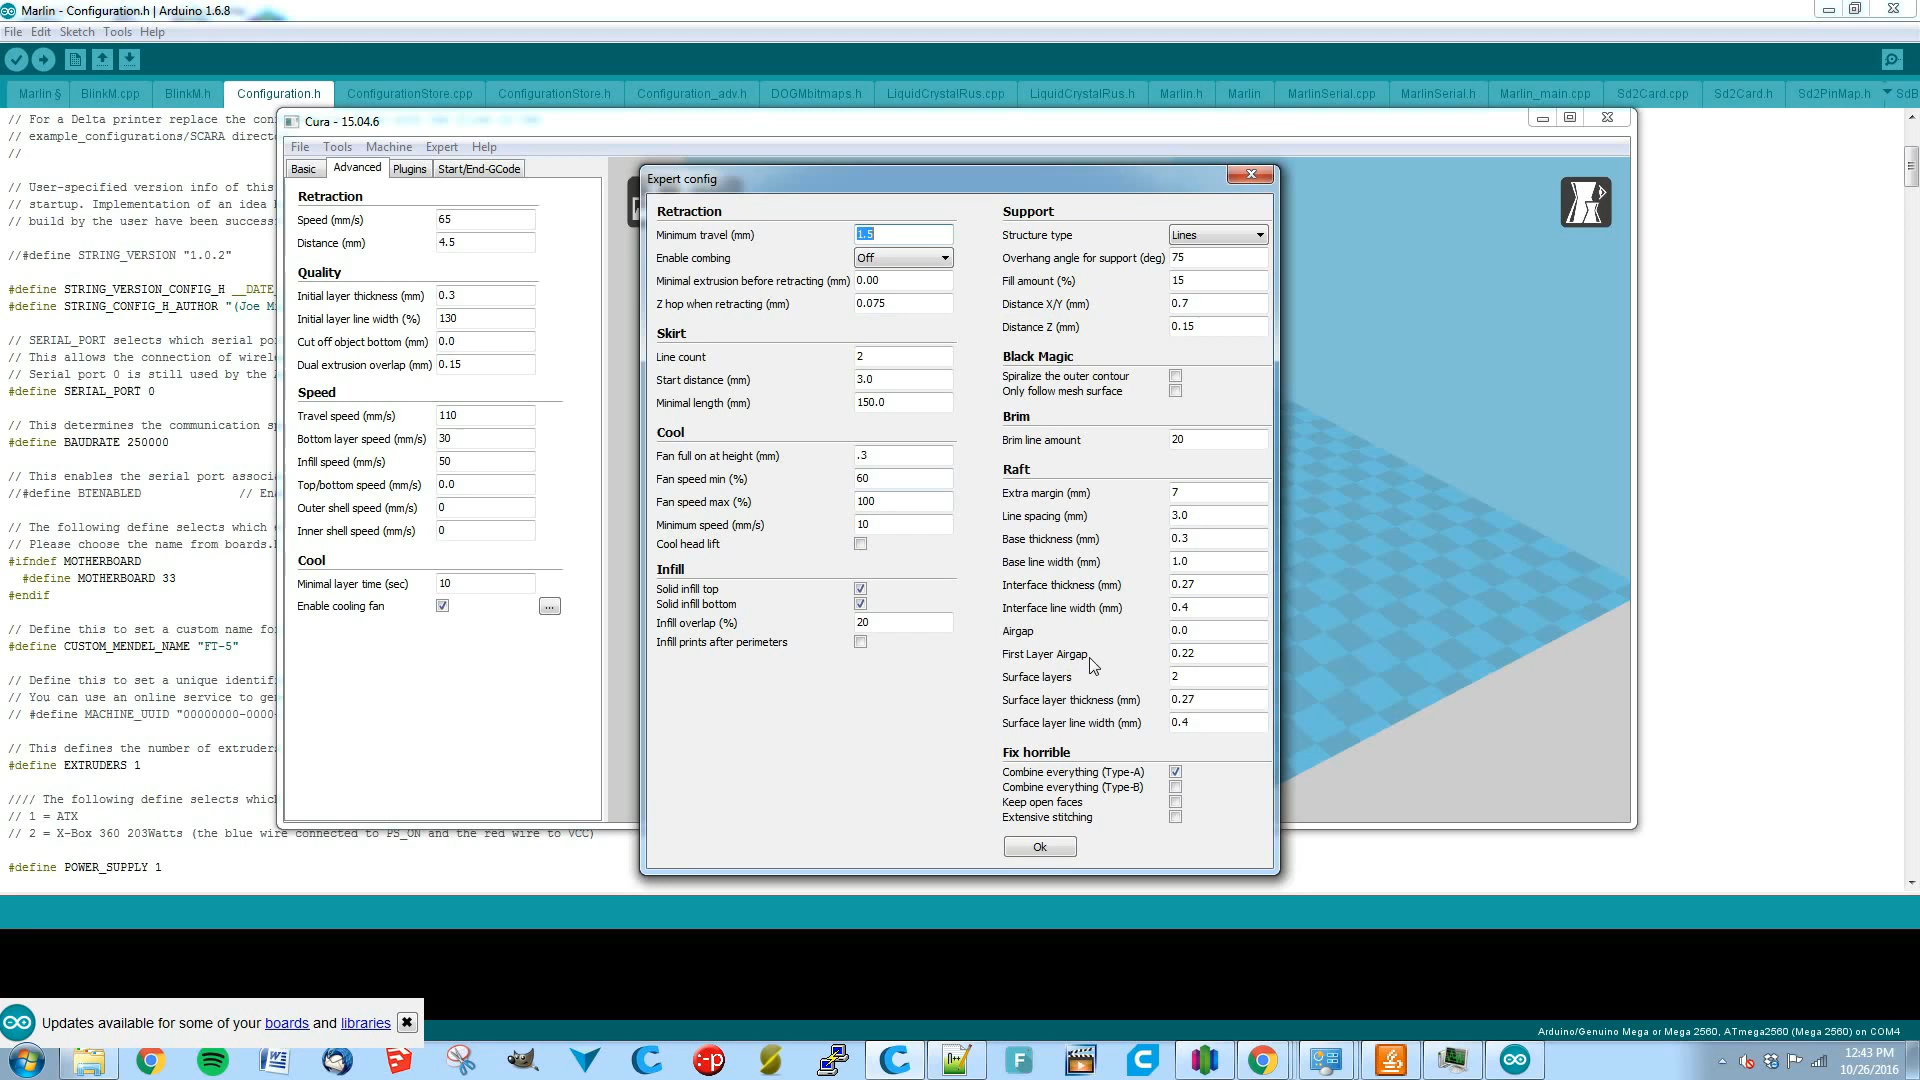 Marlin - Configuration.h | Arduino 1.6.8
File Edit Sketch Tools Help
Marlin § BlinkM.cpp BlinkM.h Configuration.h ConfigurationStore.cpp ConfigurationStore.h Configuration_adv.h DOGMbitmaps.h LiquidCrystalRus.cpp LiquidCrystalRus.h Marlin.h Marlin MarlinSerial.cpp MarlinSerial.h Marlin_main.cpp Sd2Card.cpp Sd2Card.h Sd2PinMap.h SdB
// For a Delta printer replace the con
// example_configurations/SCARA direct
//
// User-specified version info of this
// startup. Implementation of an idea
// build by the user have been successi
//#define STRING_VERSION "1.0.2"
#define STRING_VERSION_CONFIG_H __DATE_
#define STRING_CONFIG_H_AUTHOR "(Joe M
// SERIAL_PORT selects which serial po
// This allows the connection of wirel
// Serial port 0 is still used by the
#define SERIAL_PORT 0
// This determines the communication s
#define BAUDRATE 250000
// This enables the serial port associa
//#define BTENABLED // Ena
// The following define selects which
// Please choose the name from boards.
#ifndef MOTHERBOARD
#define MOTHERBOARD 33
#endif
// Define this to set a custom name fo
#define CUSTOM_MENDEL_NAME "FT-5"
// Define this to set a unique identif
// You can use an online service to ge
// #define MACHINE_UUID "00000000-0000-
// This defines the number of extruder
#define EXTRUDERS 1
//// The following define selects whic
// 1 = ATX
// 2 = X-Box 360 203Watts (the blue wire connected to PS_ON and the red wire to VCC)
#define POWER_SUPPLY 1
Cura - 15.04.6
File Tools Machine Expert Help
Basic Advanced Plugins Start/End-GCode
Retraction
Speed (mm/s) 65
Distance (mm) 4.5
Quality
Initial layer thickness (mm) 0.3
Initial layer line width (%) 130
Cut off object bottom (mm) 0.0
Dual extrusion overlap (mm) 0.15
Speed
Travel speed (mm/s) 110
Bottom layer speed (mm/s) 30
Infill speed (mm/s) 50
Top/bottom speed (mm/s) 0.0
Outer shell speed (mm/s) 0
Inner shell speed (mm/s) 0
Cool
Minimal layer time (sec) 10
Enable cooling fan ...
Expert config
Retraction
Minimum travel (mm) 1.5
Enable combing Off
Minimal extrusion before retracting (mm) 0.00
Z hop when retracting (mm) 0.075
Skirt
Line count 2
Start distance (mm) 3.0
Minimal length (mm) 150.0
Cool
Fan full on at height (mm) .3
Fan speed min (%) 60
Fan speed max (%) 100
Minimum speed (mm/s) 10
Cool head lift
Infill
Solid infill top
Solid infill bottom
Infill overlap (%) 20
Infill prints after perimeters
Support
Structure type Lines
Overhang angle for support (deg) 75
Fill amount (%) 15
Distance X/Y (mm) 0.7
Distance Z (mm) 0.15
Black Magic
Spiralize the outer contour
Only follow mesh surface
Brim
Brim line amount 20
Raft
Extra margin (mm) 7
Line spacing (mm) 3.0
Base thickness (mm) 0.3
Base line width (mm) 1.0
Interface thickness (mm) 0.27
Interface line width (mm) 0.4
Airgap 0.0
First Layer Airgap 0.22
Surface layers 2
Surface layer thickness (mm) 0.27
Surface layer line width (mm) 0.4
Fix horrible
Combine everything (Type-A)
Combine everything (Type-B)
Keep open faces
Extensive stitching
Ok
Updates available for some of your boards and libraries
Arduino/Genuino Mega or Mega 2560, ATmega2560 (Mega 2560) on COM4
12:43 PM
10/26/2016